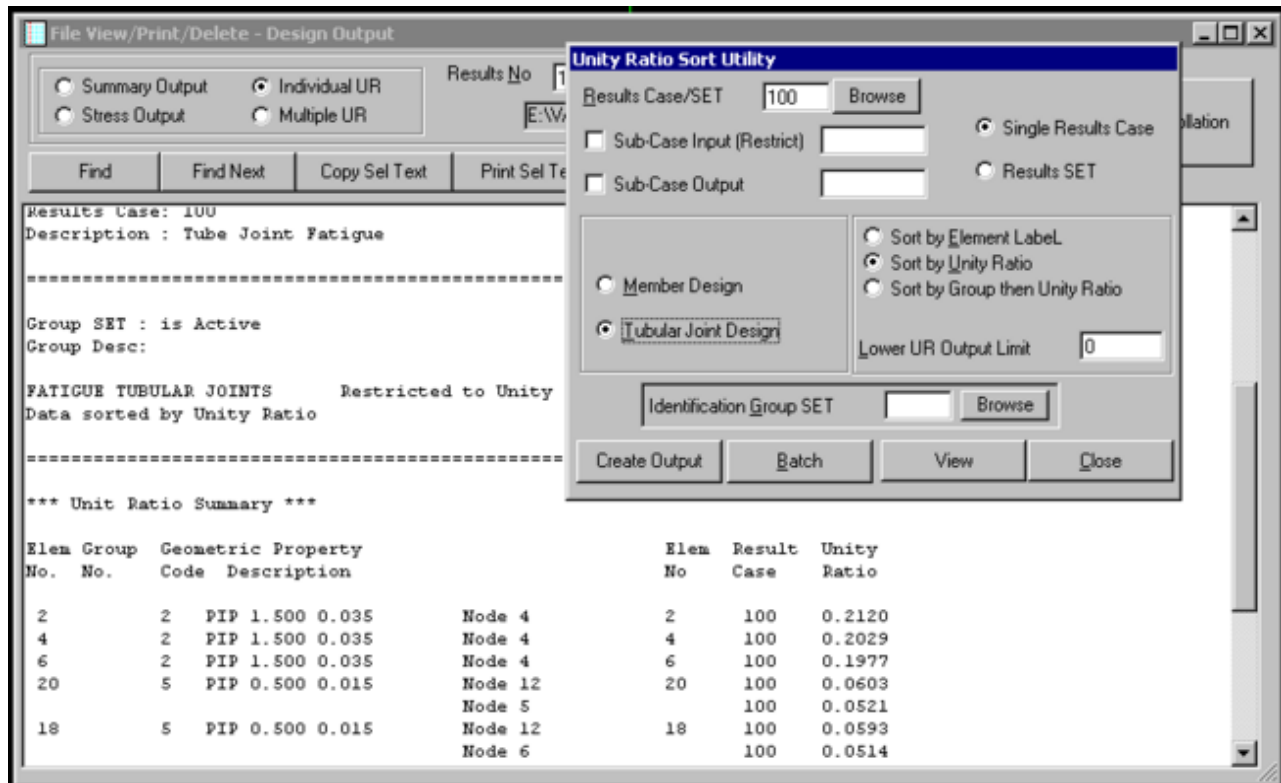 File View/Print/Delete - Design Output
Summary Output Individual UR
Stress Output Multiple UR
Results No 1
Find Find Next Copy Sel Text Print Sel
Results Case: 100
Description : Tube Joint Fatigue
==================================================
Group SET : is Active
Group Desc:
FATIGUE TUBULAR JOINTS Restricted to Unity
Data sorted by Unity Ratio
==================================================
*** Unit Ratio Summary ***
Elem Group Geometric Property Elem Result Unity
No. No. Code Description No Case Ratio
2 2 PIP 1.500 0.035 Node 4 2 100 0.2120
4 2 PIP 1.500 0.035 Node 4 4 100 0.2029
6 2 PIP 1.500 0.035 Node 4 6 100 0.1977
20 5 PIP 0.500 0.015 Node 12 20 100 0.0603
Node 5 100 0.0521
18 5 PIP 0.500 0.015 Node 12 18 100 0.0593
Node 6 100 0.0514
Unity Ratio Sort Utility
Results Case/SET 100 Browse
Sub-Case Input (Restrict)
Sub-Case Output
Single Results Case
Results SET
Member Design
Tubular Joint Design
Sort by Element LabeL
Sort by Unity Ratio
Sort by Group then Unity Ratio
Lower UR Output Limit 0
Identification Group SET Browse
Create Output Batch View Close